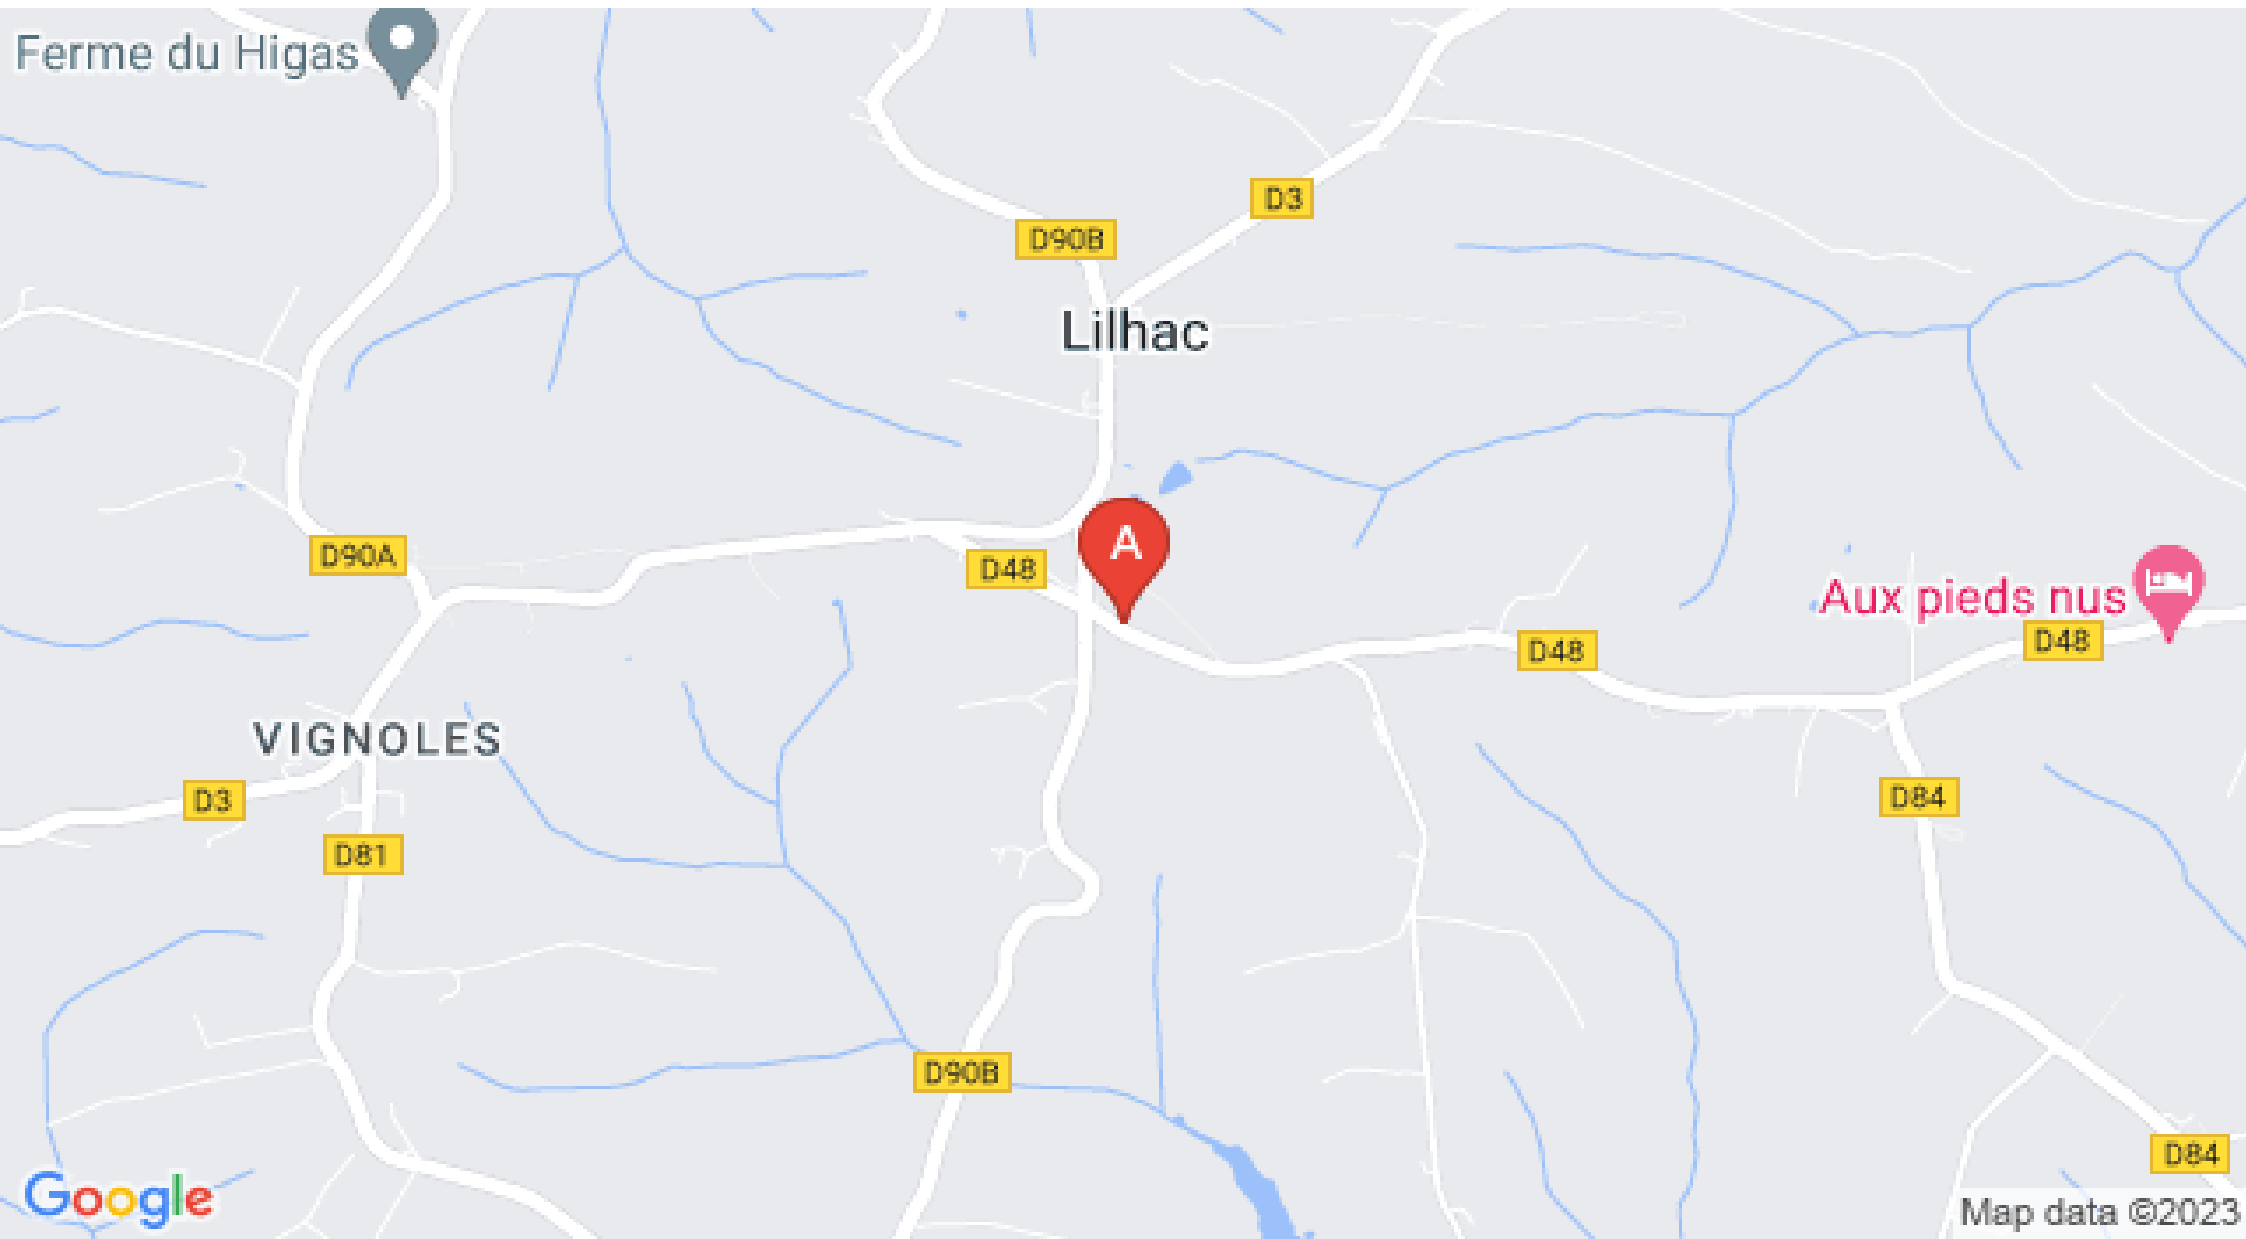 Ferme du Higas
D3
D90B
Lilhac
A
D90A
D48
Aux pieds nus
D48
D48
VIGNOLES
D3
D84
D81
D90B
D84
Google
Map data ©2023